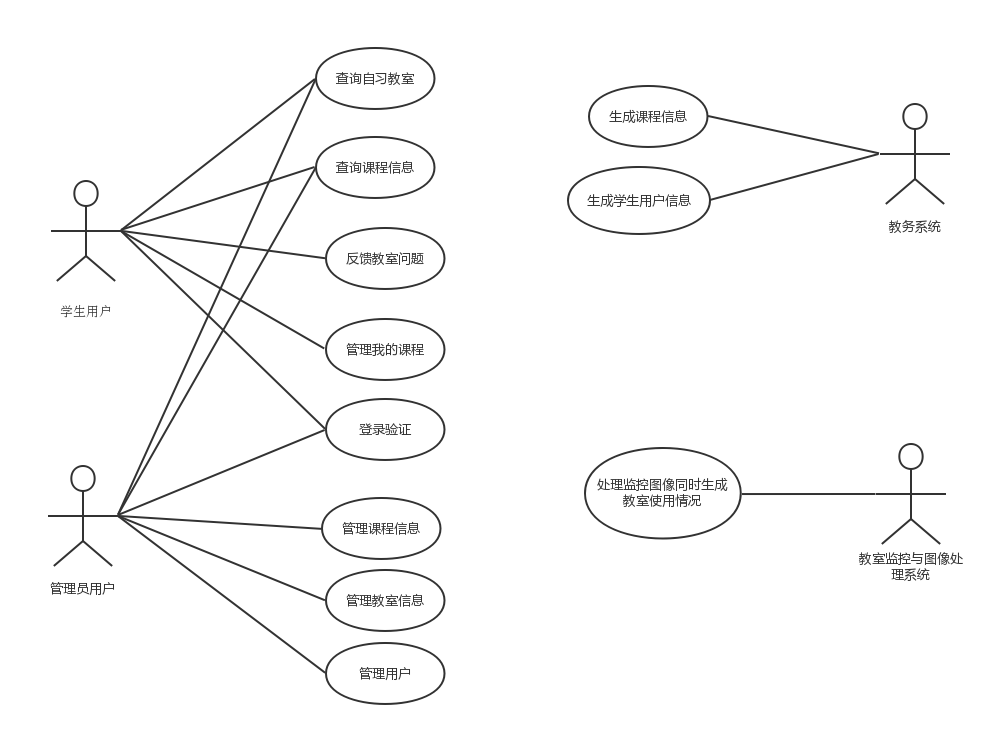 查询自习教室
查询课程信息
反馈教室问题
管理我的课程
登录验证
管理课程信息
管理教室信息
管理用户
学生用户
管理员用户
生成课程信息
生成学生用户信息
教务系统
处理监控图像同时生成
教室使用情况
教室监控与图像处
理系统